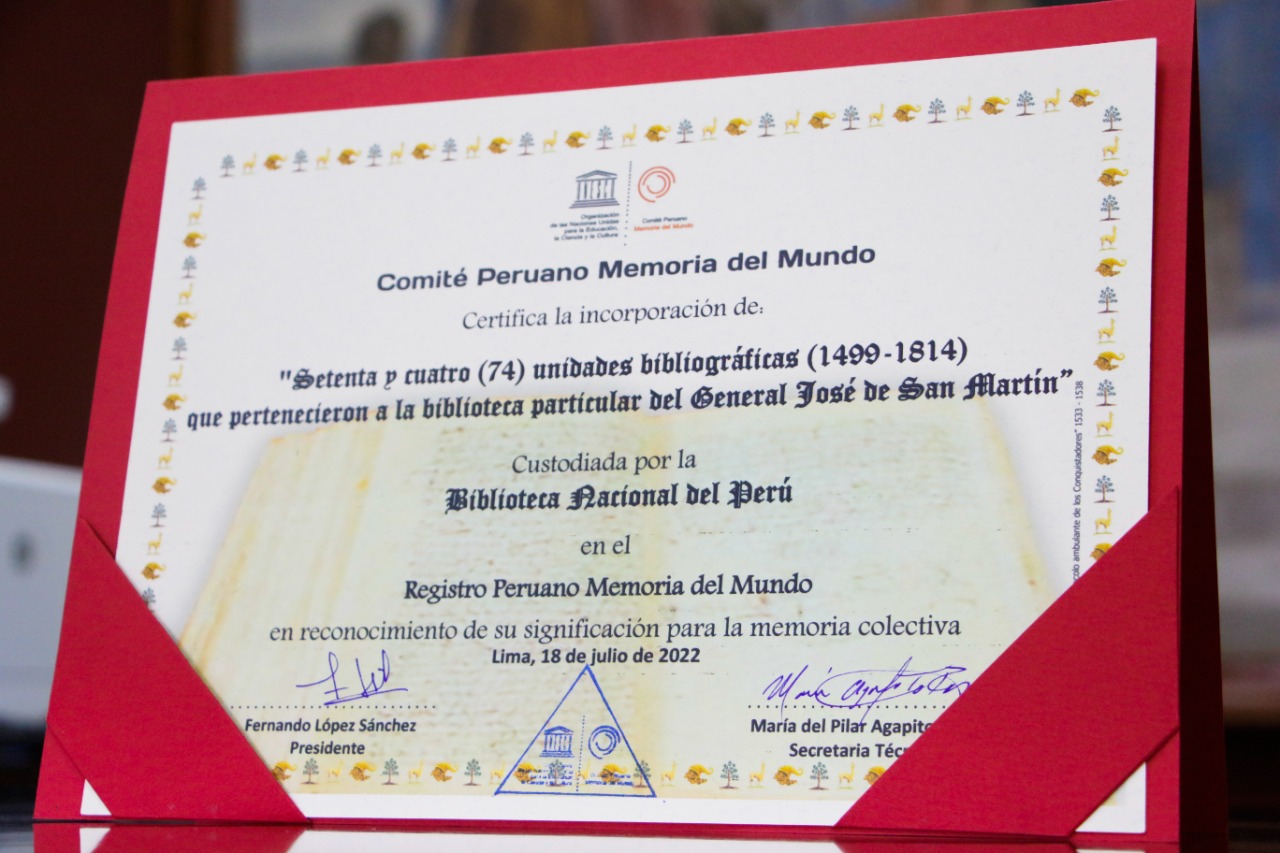 Organización
de las Naciones Unidas
para la Educación,
la Ciencia y la Cultura
Comité Peruano
Memoria del Mundo
Comité Peruano Memoria del Mundo
Certifica la incorporación de:
"Setenta y cuatro (74) unidades bibliográficas (1499-1814)
que pertenecieron a la biblioteca particular del General José de San Martín"
Custodiada por la
Biblioteca Nacional del Perú
en el
Registro Peruano Memoria del Mundo
en reconocimiento de su significación para la memoria colectiva
Lima, 18 de julio de 2022
Fernando López Sánchez
Presidente
María del Pilar Agapito
Secretaria
ambulante de los Conquistadores" 1533 - 1538